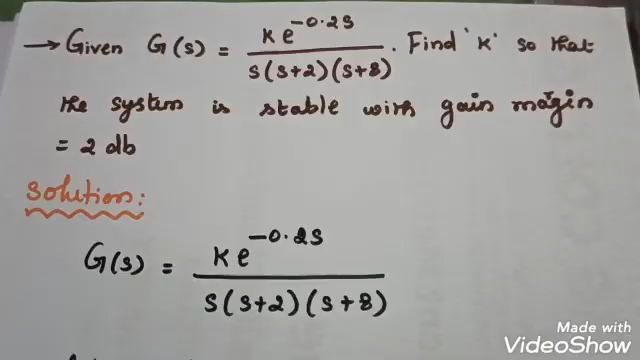 → Given G(s) = ke^-0.2s / s(s+2)(s+8). Find 'k' so that
the system is stable with gain margin
= 2 db
Solution:
G(s) = ke^-0.2s / s(s+2)(s+8)
Made with
VideoShow